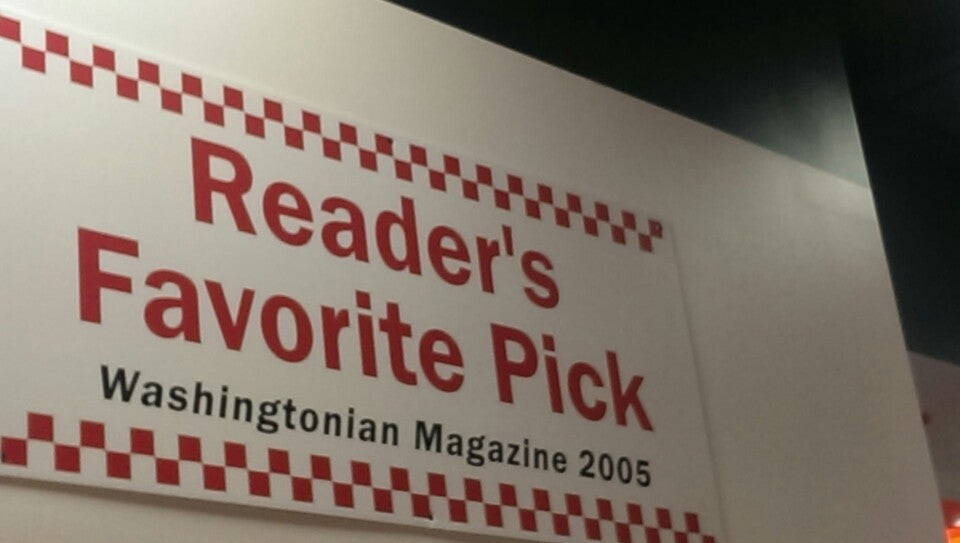 Reader's
Favorite Pick
Washingtonian Magazine 2005